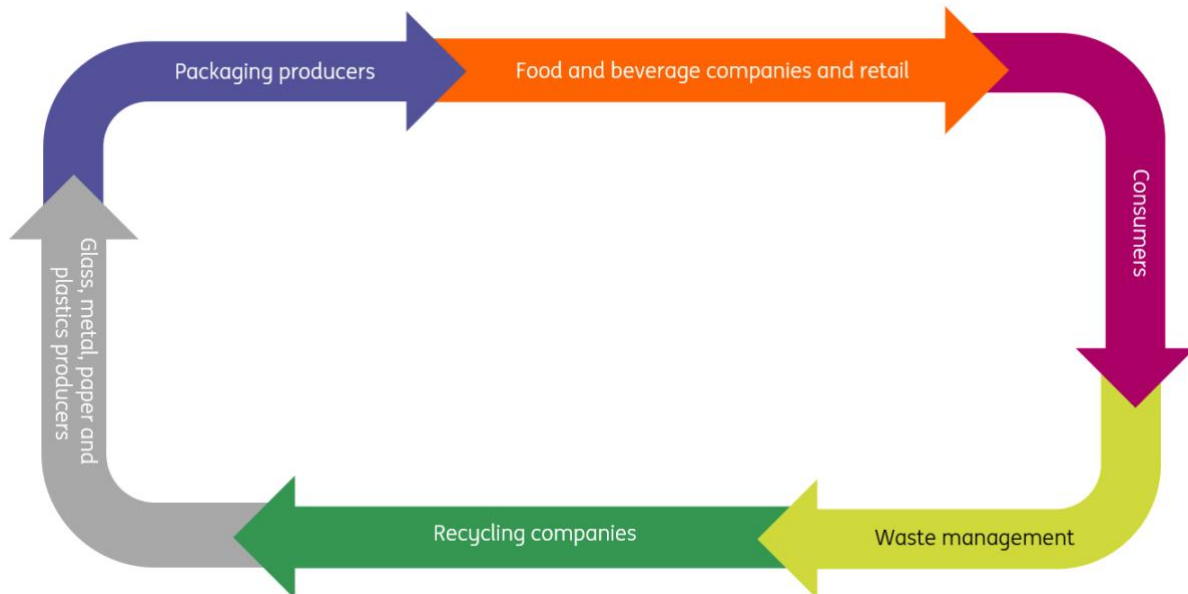 Packaging producers
Food and beverage companies and retail
Consumers
Waste management
Recycling companies
Glass, metal, paper and
plastics producers